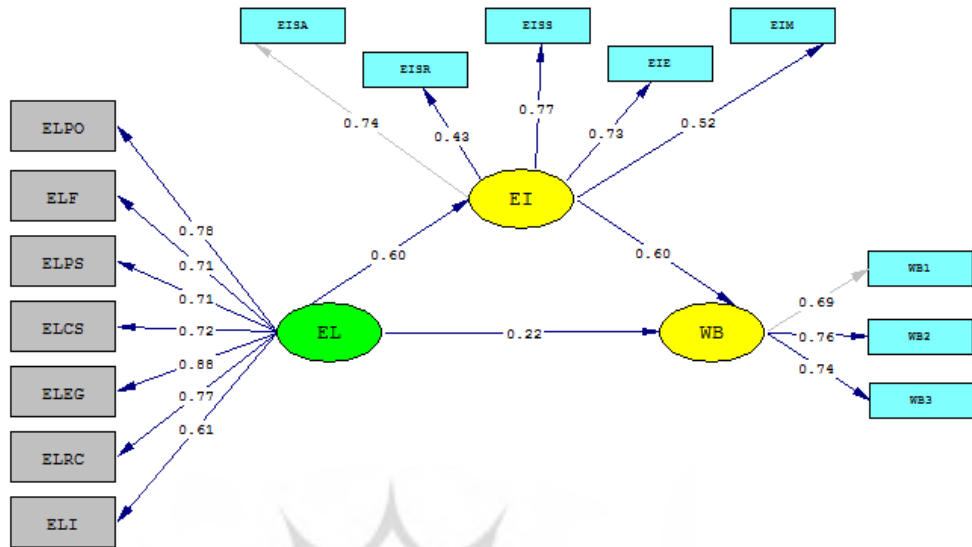 EISA
EISS
EIM
EISR
EIE
ELPO
0.74
0.43
0.77
0.73
0.52
ELF
EI
ELPS
0.78
0.71
0.71
0.60
0.60
WB1
ELCS
0.72
EL
0.22
WB
0.69
0.76
0.74
WB2
ELEG
0.88
0.77
0.61
WB3
ELRC
ELI